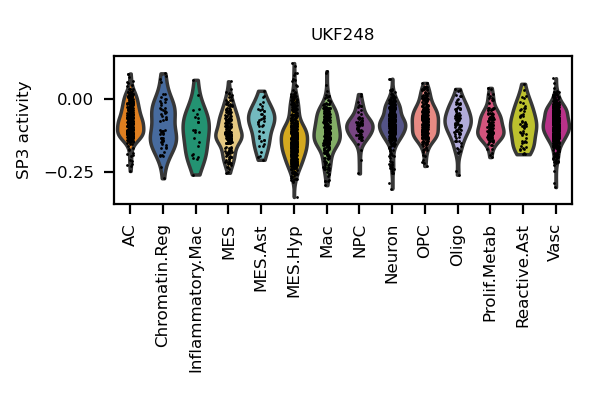 UKF248
SP3 activity
0.00
−0.25
AC
Chromatin.Reg
Inflammatory.Mac
MES
MES.Ast
MES.Hyp
Mac
NPC
Neuron
OPC
Oligo
Prolif.Metab
Reactive.Ast
Vasc